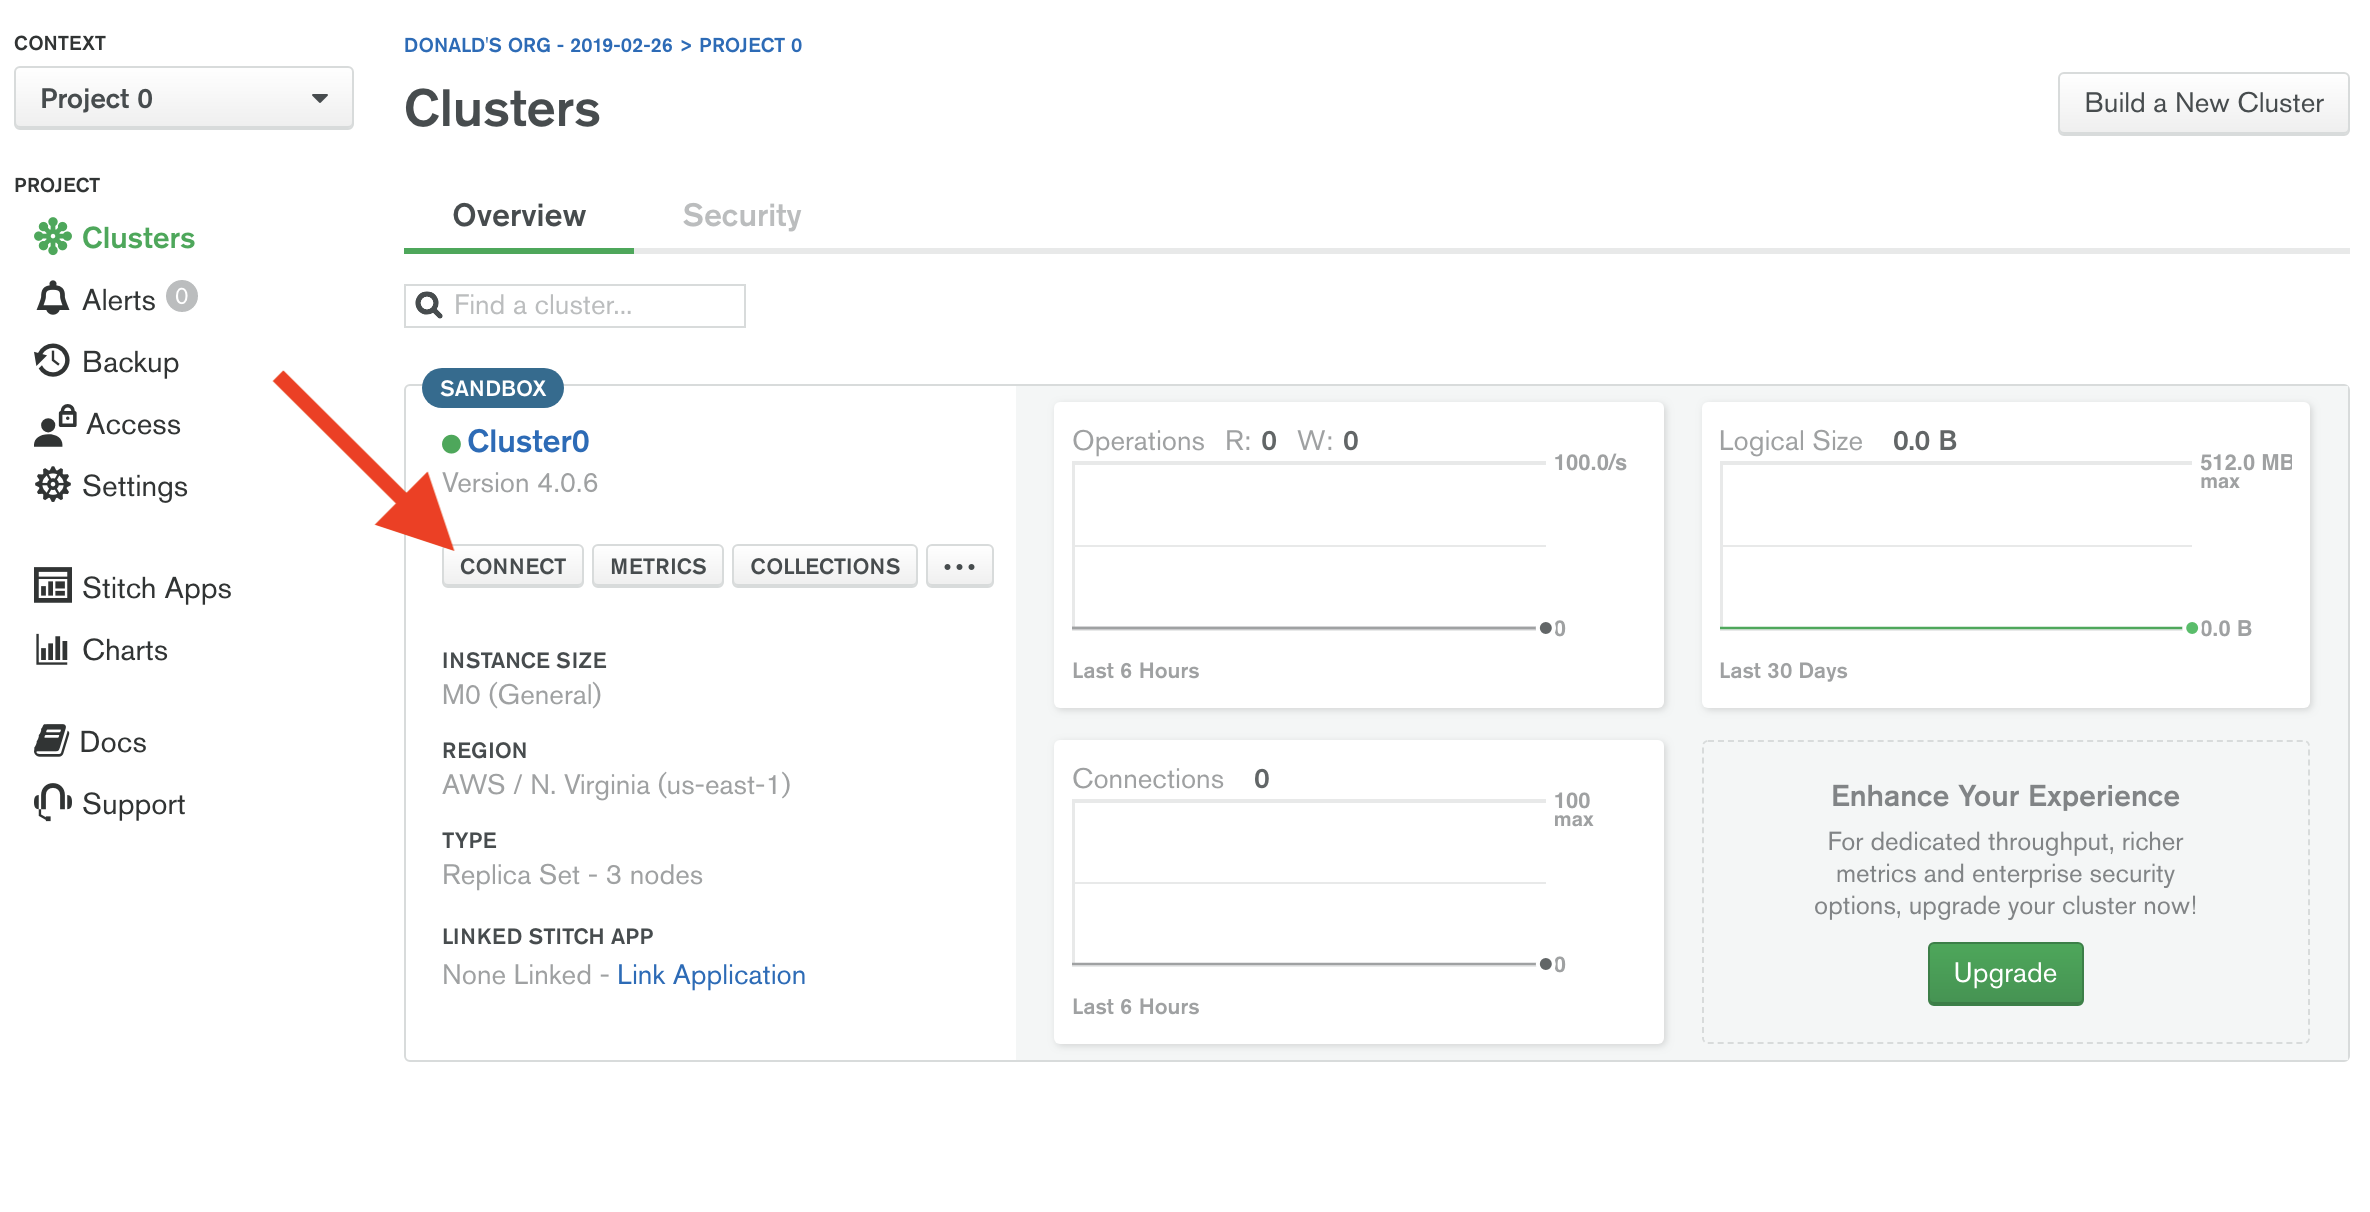 CONTEXT
Project 0
PROJECT
Clusters
Alerts 0
Backup
Access
Settings
Stitch Apps
Charts
Docs
Support
DONALD'S ORG - 2019-02-26 > PROJECT 0
Clusters
Build a New Cluster
Overview
Security
Find a cluster...
SANDBOX
Cluster0
Version 4.0.6
CONNECT
METRICS
COLLECTIONS
...
INSTANCE SIZE
M0 (General)
REGION
AWS / N. Virginia (us-east-1)
TYPE
Replica Set - 3 nodes
LINKED STITCH APP
None Linked - Link Application
Operations R: 0 W: 0
100.0/s
0
Last 6 Hours
Logical Size 0.0 B
512.0 MB
max
0.0 B
Last 30 Days
Connections 0
100
max
0
Last 6 Hours
Enhance Your Experience
For dedicated throughput, richer
metrics and enterprise security
options, upgrade your cluster now!
Upgrade